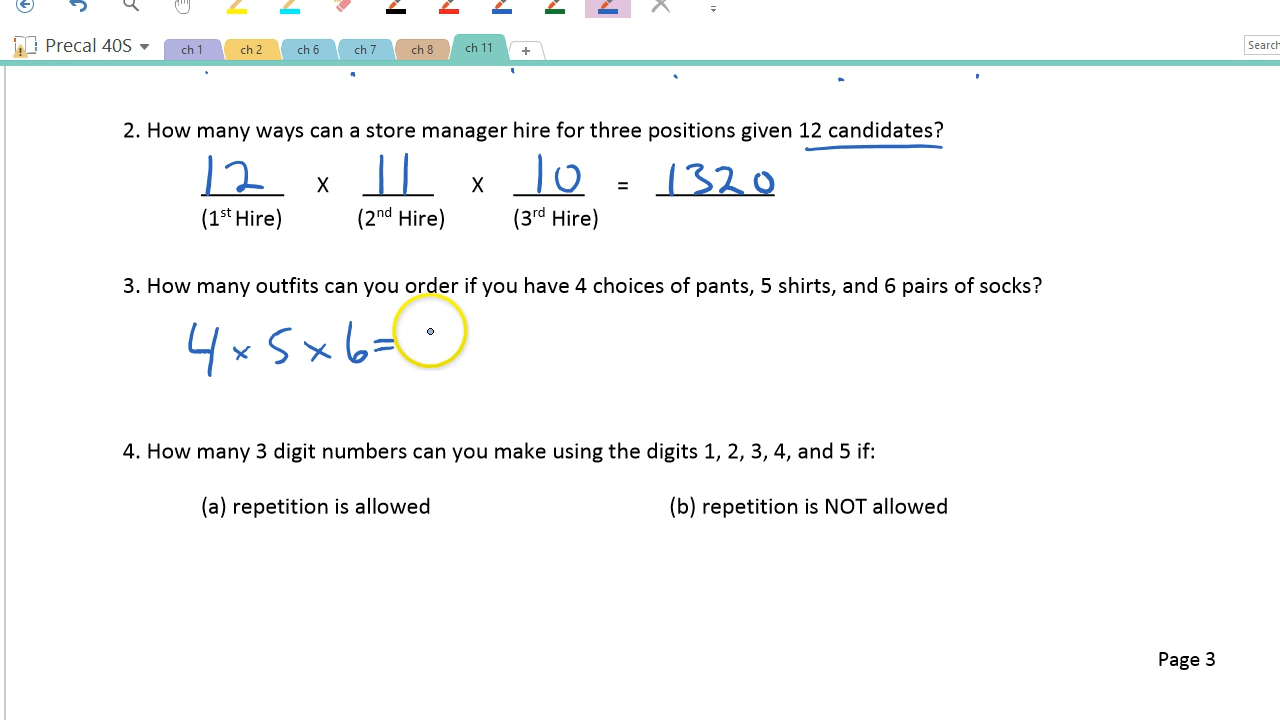 Precal 40S ch 1 ch 2 ch 6 ch 7 ch 8 ch 11 + Search
2. How many ways can a store manager hire for three positions given 12 candidates?
12 x 11 x 10 = 1320
(1st Hire) (2nd Hire) (3rd Hire)
3. How many outfits can you order if you have 4 choices of pants, 5 shirts, and 6 pairs of socks?
4 × 5 × 6 =
4. How many 3 digit numbers can you make using the digits 1, 2, 3, 4, and 5 if:
(a) repetition is allowed (b) repetition is NOT allowed
Page 3